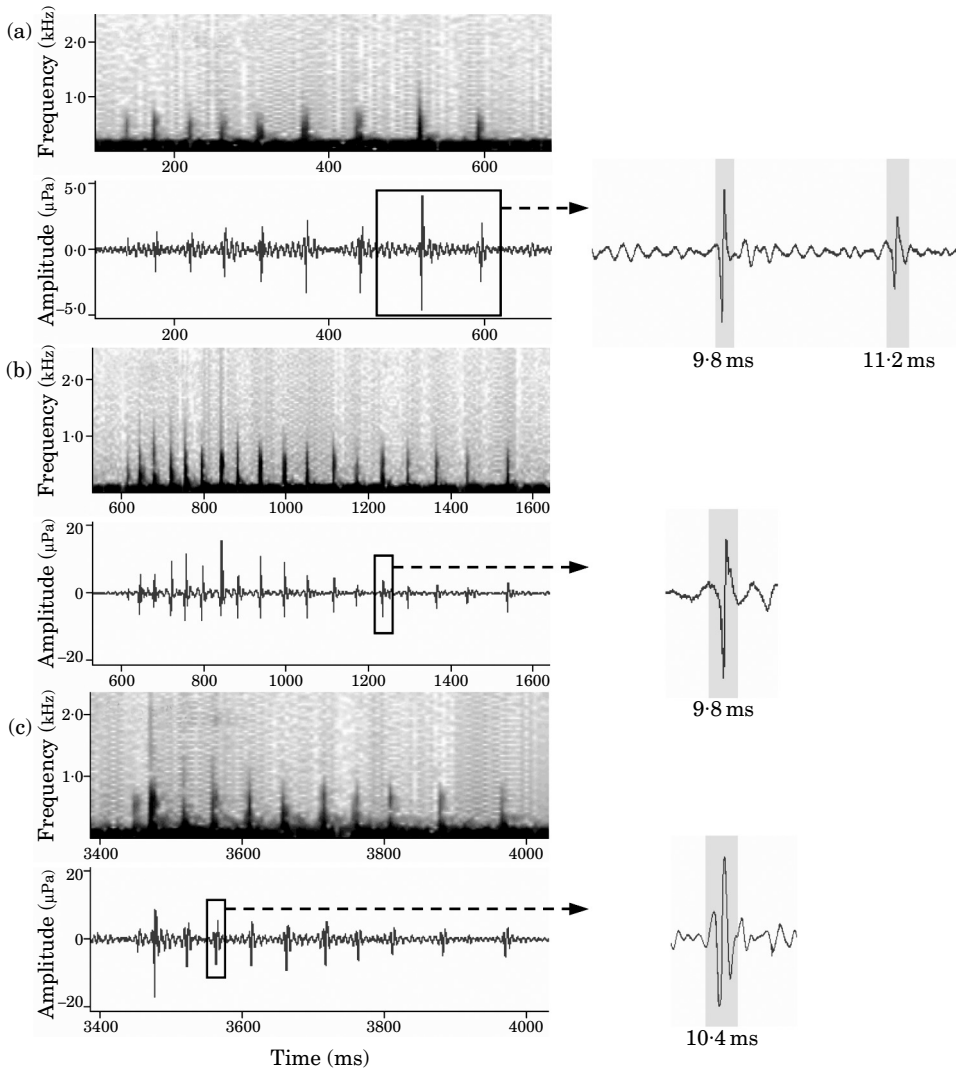 (a)
Frequency (kHz)
2·0
1·0
200 400 600
Amplitude (μPa)
5·0
0·0
–5·0
200 400 600
9·8 ms 11·2 ms
(b)
Frequency (kHz)
2·0
1·0
600 800 1000 1200 1400 1600
Amplitude (μPa)
20
0
–20
600 800 1000 1200 1400 1600
9·8 ms
(c)
Frequency (kHz)
2·0
1·0
3400 3600 3800 4000
Amplitude (μPa)
20
0
–20
3400 3600 3800 4000
10·4 ms
Time (ms)